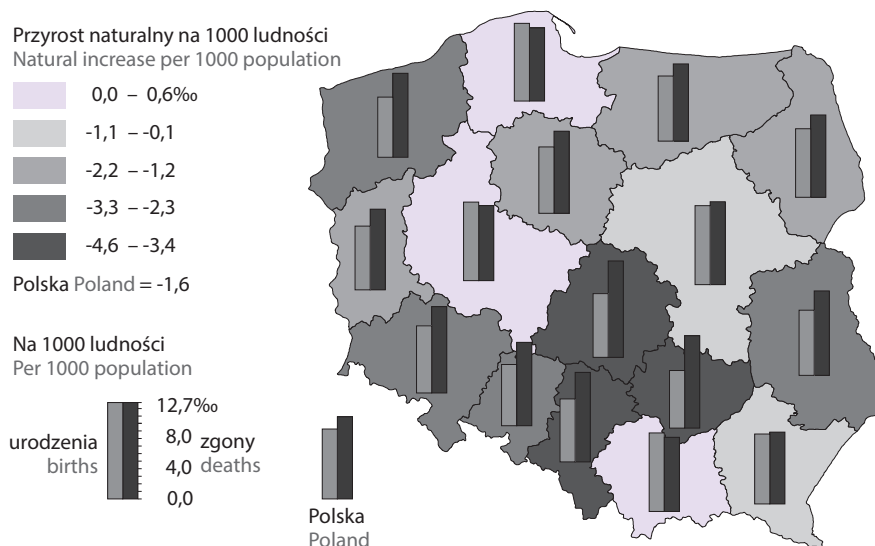 Przyrost naturalny na 1000 ludności
Natural increase per 1000 population
0,0 – 0,6‰
-1,1 – -0,1
-2,2 – -1,2
-3,3 – -2,3
-4,6 – -3,4
Polska Poland = -1,6
Na 1000 ludności
Per 1000 population
12,7‰
urodzenia 8,0 zgony
births 4,0 deaths
0,0
Polska
Poland